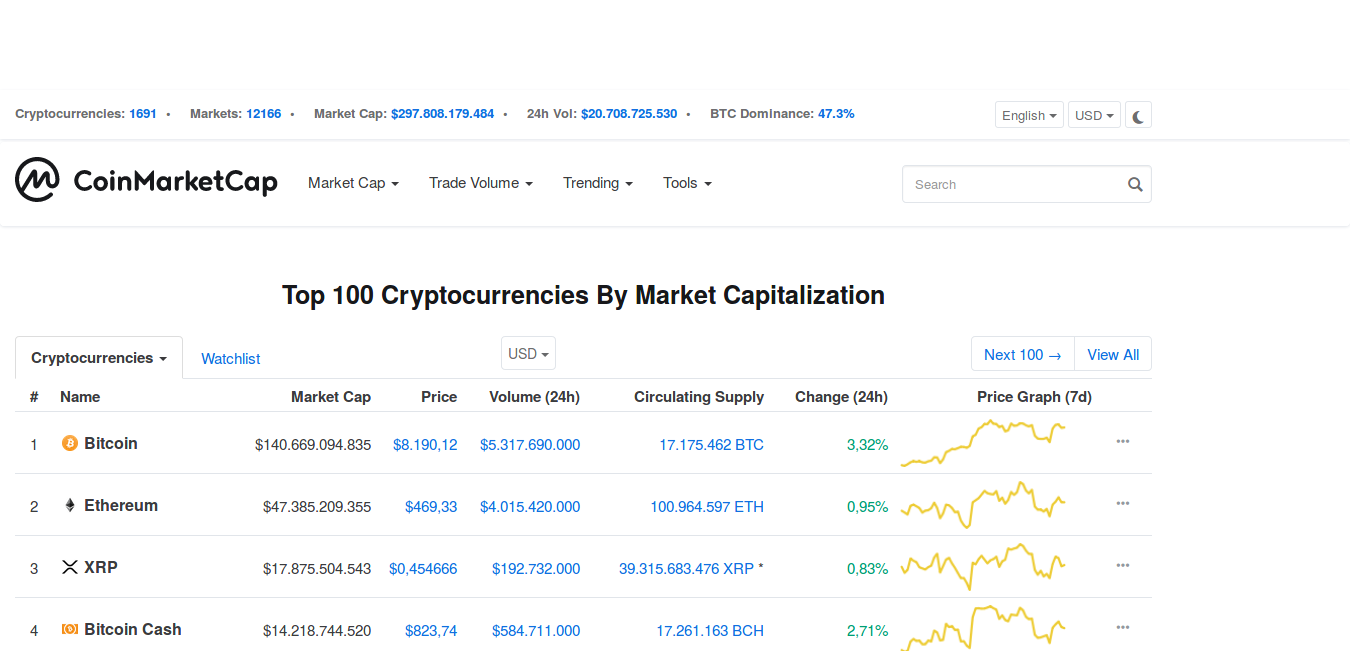 Cryptocurrencies: 1691 • Markets: 12166 • Market Cap: $297.808.179.484 • 24h Vol: $20.708.725.530 • BTC Dominance: 47.3% English USD
CoinMarketCap Market Cap Trade Volume Trending Tools Search
Top 100 Cryptocurrencies By Market Capitalization
Cryptocurrencies Watchlist USD Next 100 → View All
# Name Market Cap Price Volume (24h) Circulating Supply Change (24h) Price Graph (7d)
1 Bitcoin $140.669.094.835 $8.190,12 $5.317.690.000 17.175.462 BTC 3,32% •••
2 Ethereum $47.385.209.355 $469,33 $4.015.420.000 100.964.597 ETH 0,95% •••
3 XRP $17.875.504.543 $0,454666 $192.732.000 39.315.683.476 XRP * 0,83% •••
4 Bitcoin Cash $14.218.744.520 $823,74 $584.711.000 17.261.163 BCH 2,71% •••